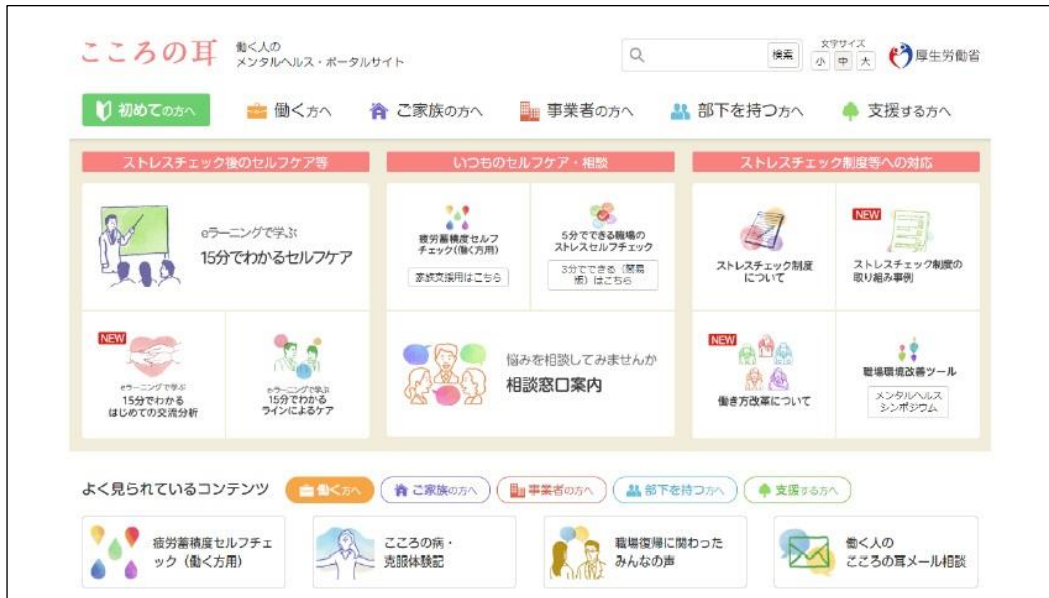 こころの耳
働く人の
メンタルヘルス・ポータルサイト
検索
文字サイズ
小 中 大
厚生労働省
初めての方へ
働く方へ
ご家族の方へ
事業者の方へ
部下を持つ方へ
支援する方へ
ストレスチェック後のセルフケア等
eラーニングで学ぶ
15分でわかるセルフケア
NEW
eラーニングで学ぶ
15分でわかる
はじめての交流分析
eラーニングで学ぶ
15分でわかる
ラインによるケア
いつものセルフケア・相談
疲労蓄積度セルフ
チェック(働く方用)
家族支援用はこちら
5分でできる職場の
ストレスセルフチェック
3分でできる（簡易
版）はこちら
悩みを相談してみませんか
相談窓口案内
ストレスチェック制度等への対応
ストレスチェック制度
について
NEW
ストレスチェック制度の
取り組み事例
NEW
働き方改革について
職場環境改善ツール
メンタルヘルス
シンポジウム
よく見られているコンテンツ
働く方へ
ご家族の方へ
事業者の方へ
部下を持つ方へ
支援する方へ
疲労蓄積度セルフチェ
ック（働く方用）
こころの病・
克服体験記
職場復帰に関わった
みんなの声
働く人の
こころの耳メール相談